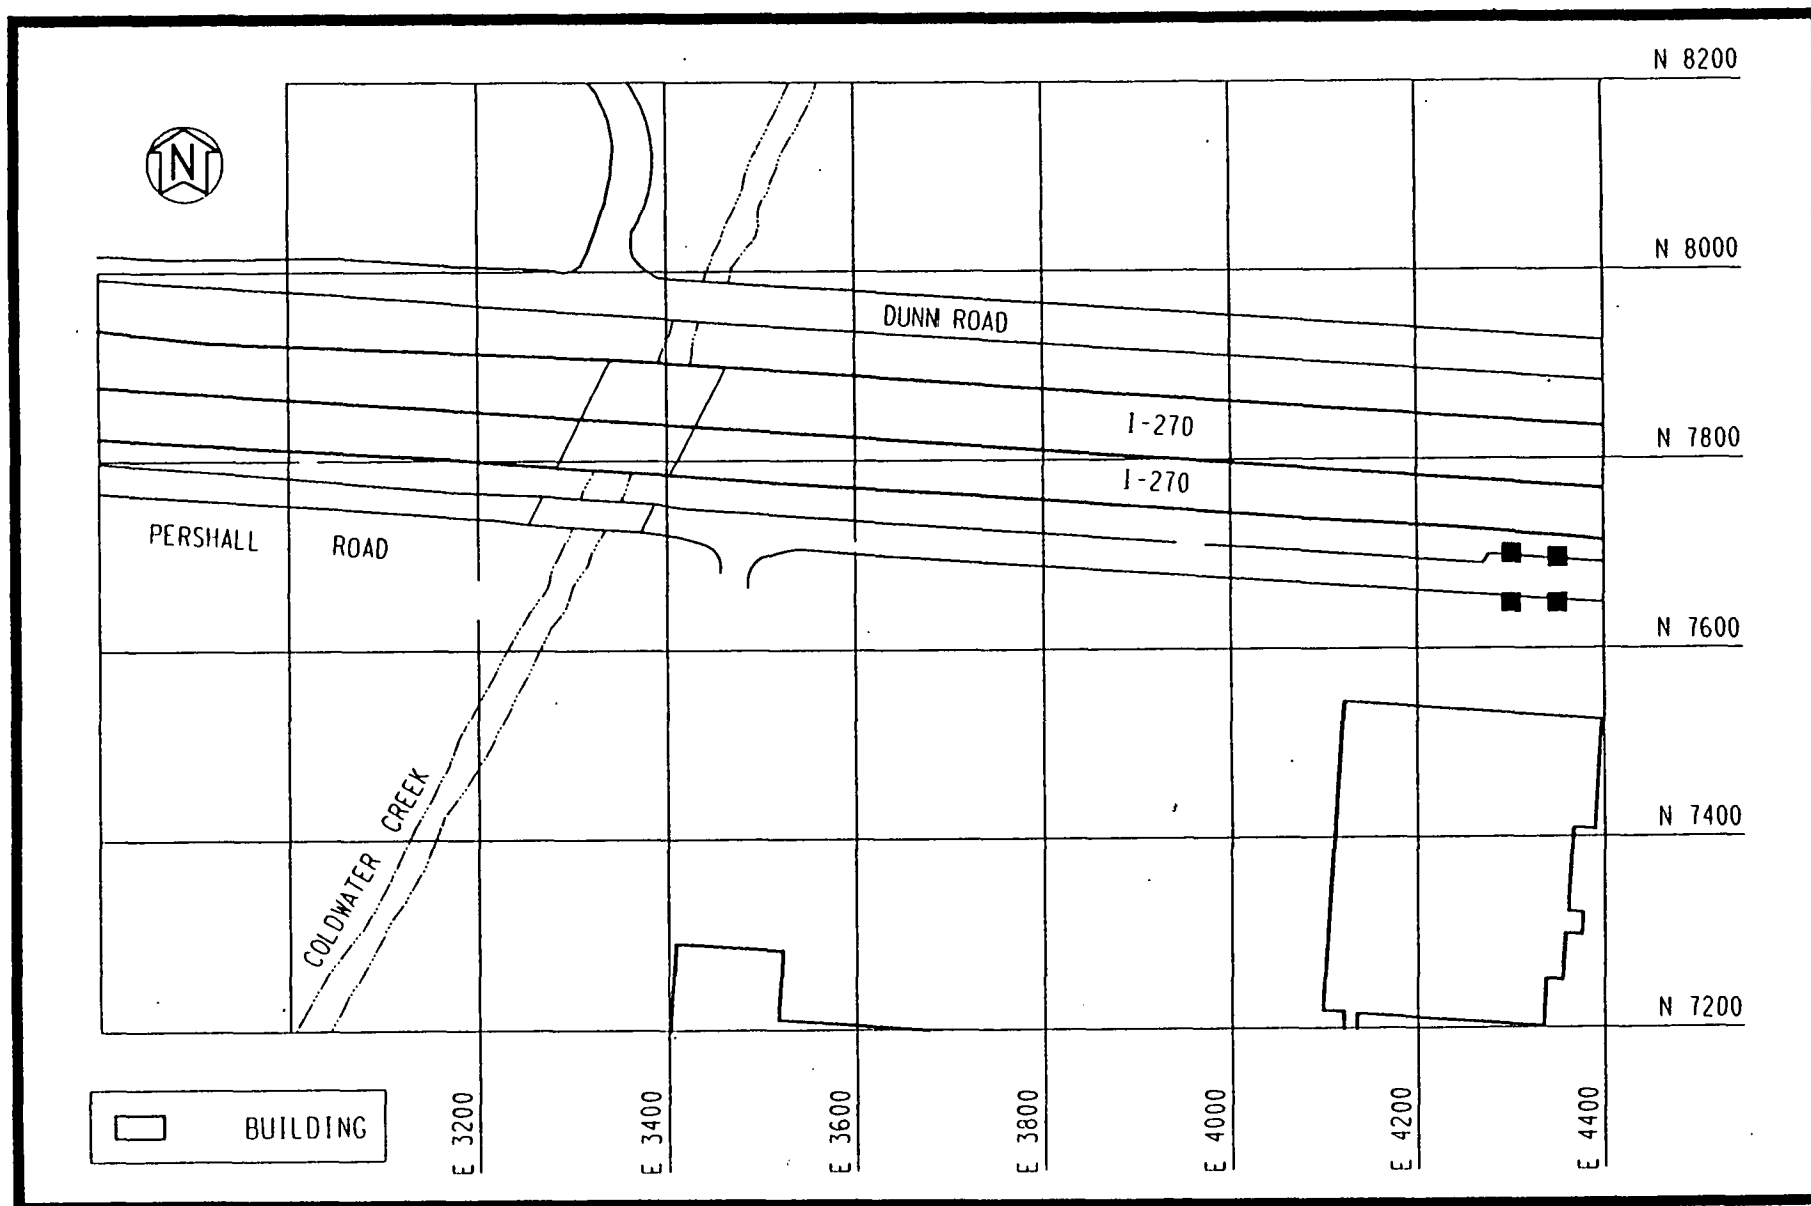 N 8200
N
N 8000
DUNN ROAD
I-270
N 7800
I-270
PERSHALL ROAD
N 7600
COLDWATER CREEK
N 7400
N 7200
BUILDING
E 3200
E 3400
E 3600
E 3800
E 4000
E 4200
E 4400